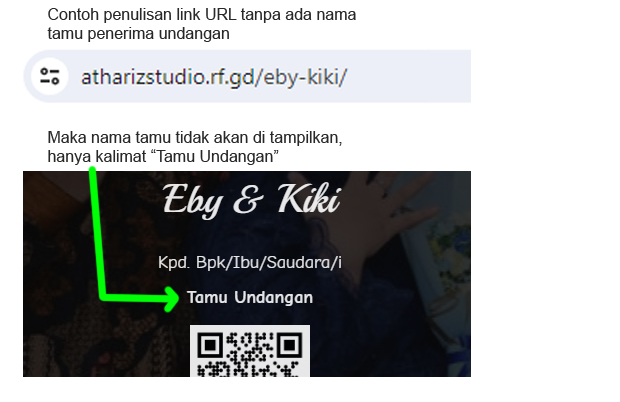 Contoh penulisan link URL tanpa ada nama
tamu penerima undangan
atharizstudio.rf.gd/eby-kiki/
Maka nama tamu tidak akan di tampilkan,
hanya kalimat “Tamu Undangan”
Eby & Kiki
Kpd. Bpk/Ibu/Saudara/i
Tamu Undangan